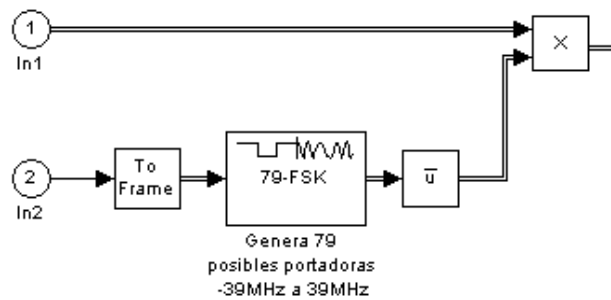 1
In1
×
2
In2
To
Frame
79-FSK
u
Genera 79
posibles portadoras
-39MHz a 39MHz